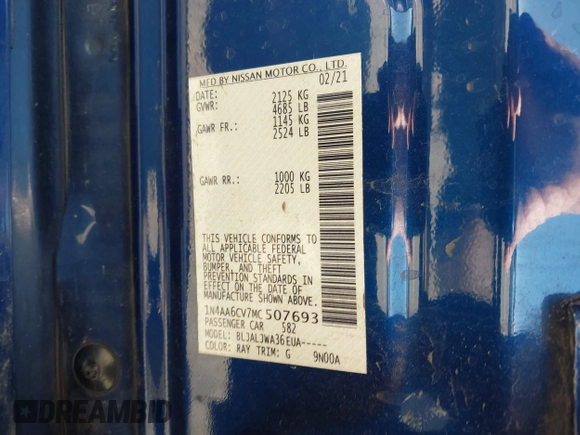 MFD BY NISSAN MOTOR CO., LTD.
DATE: 02/21
GVWR: 2125 KG
4685 LB
GAWR FR.: 1145 KG
2524 LB
GAWR RR.: 1000 KG
2205 LB
THIS VEHICLE CONFORMS TO
ALL APPLICABLE FEDERAL
MOTOR VEHICLE SAFETY,
BUMPER, AND THEFT
PREVENTION STANDARDS IN
EFFECT ON THE DATE OF
MANUFACTURE SHOWN ABOVE.
1N4AA6CV7MC507693
PASSENGER CAR 582
MODEL: BLJALJWA36EUA-----
COLOR: RAY TRIM: G 9N00A
DREAMBID